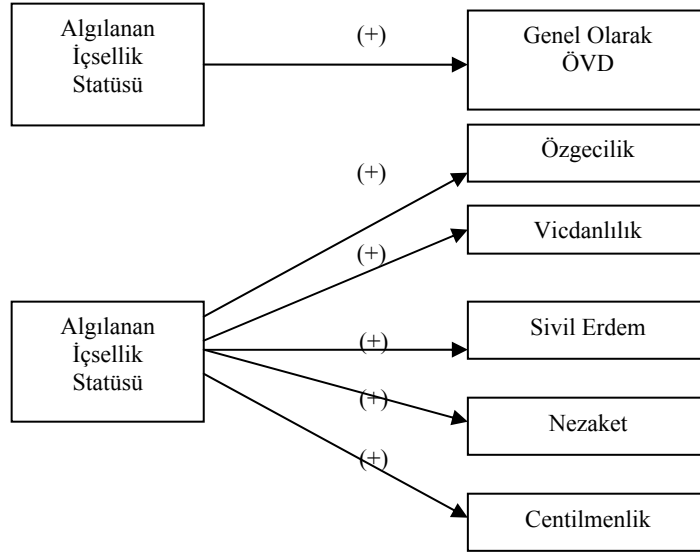 Algılanan
İçsellik
Statüsü
(+)
Genel Olarak
ÖVD
Özgecilik
(+)
Vicdanlılık
(+)
Algılanan
İçsellik
Statüsü
(+)
Sivil Erdem
(+)
Nezaket
(+)
Centilmenlik